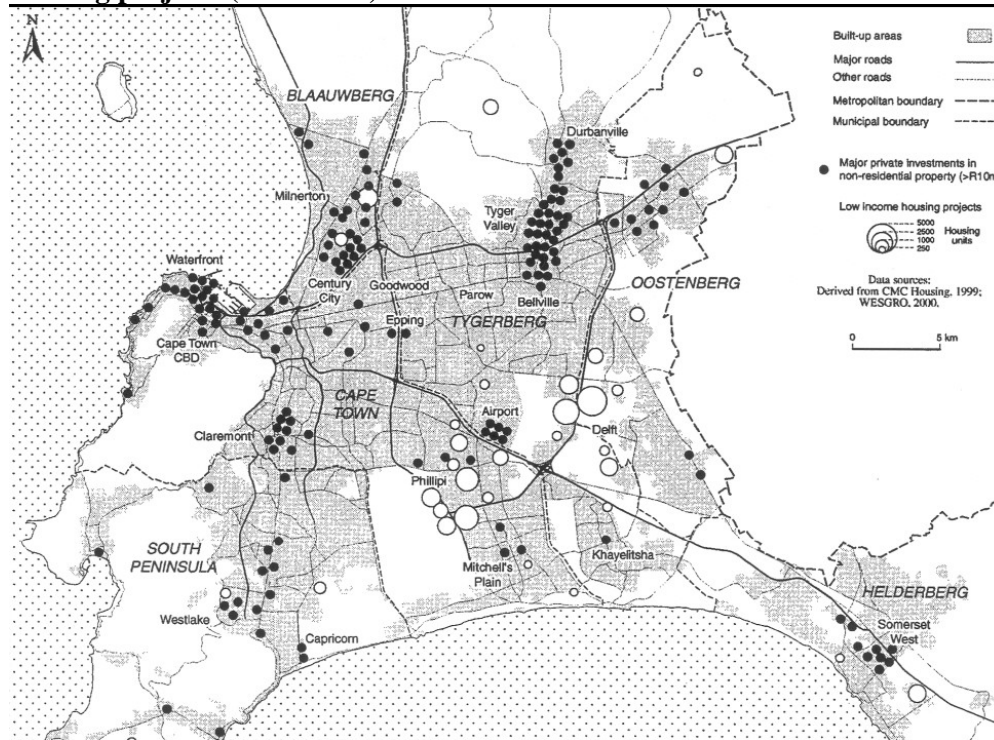 N
BLAAUWBERG
Durbanville
Milnerton
Tyger
Valley
Waterfront
Century
City
Goodwood
Parow
Bellville
OOSTENBERG
Epping
TYGERBERG
Cape Town
CBD
CAPE
TOWN
Airport
Claremont
Delft
Phillipi
SOUTH
PENINSULA
Mitchell's
Plain
Khayelitsha
HELDERBERG
Westlake
Somerset
West
Capricorn
Built-up areas
Major roads
Other roads
Metropolitan boundary
Municipal boundary
Major private investments in
non-residential property (>R10m
Low income housing projects
5000
2500
1000
250
Housing
units
Data sources:
Derived from CMC Housing, 1999;
WESGRO, 2000.
0 5 km